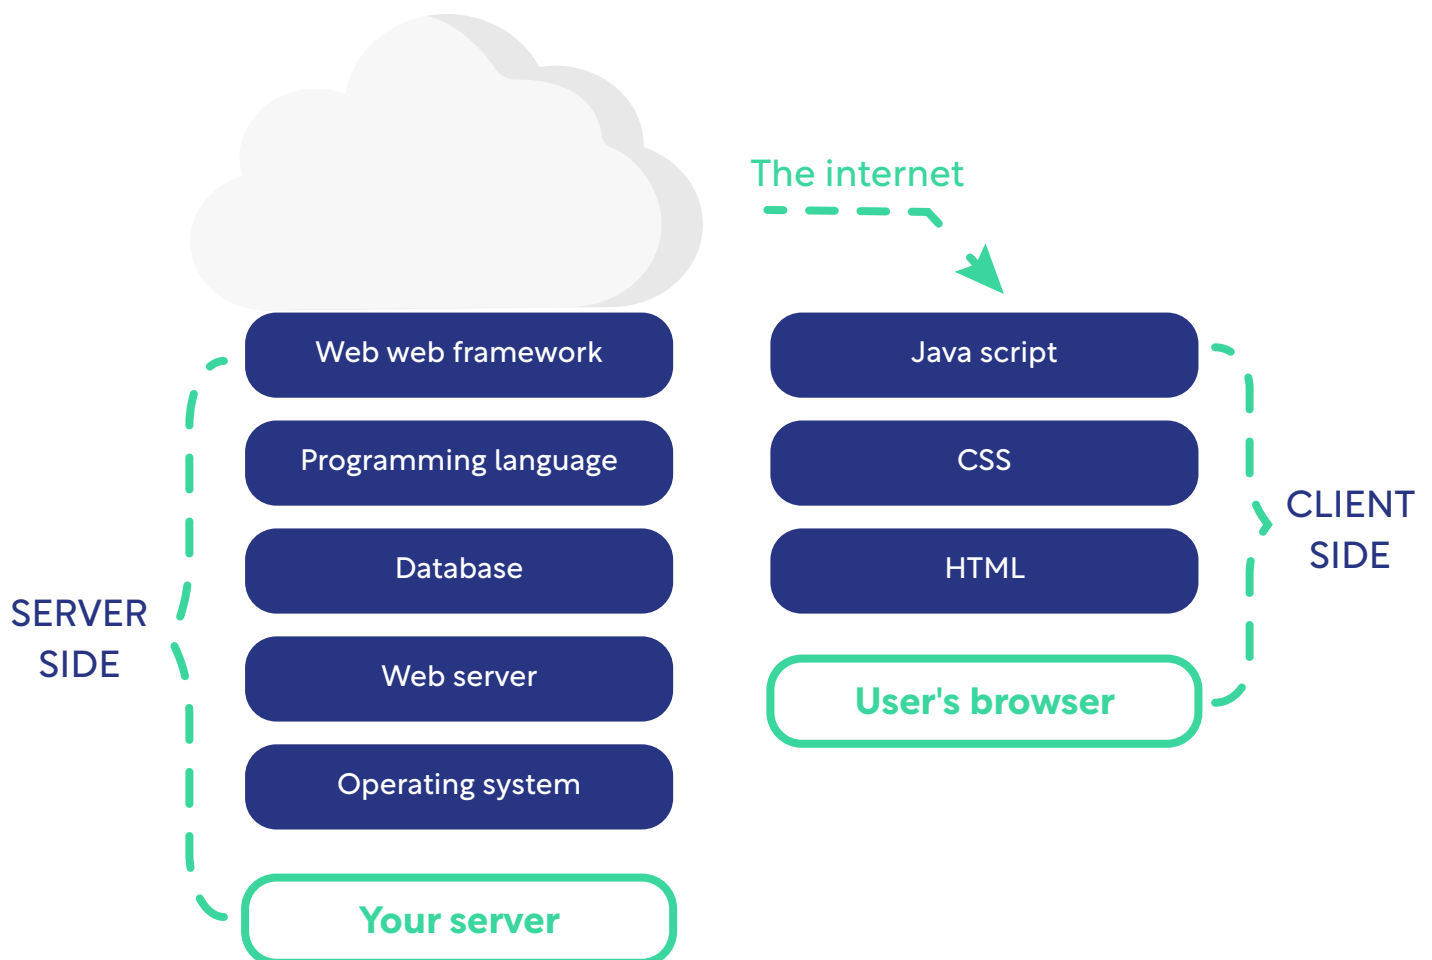 The internet
Web web framework
Programming language
Database
Web server
Operating system
Your server
SERVER
SIDE
Java script
CSS
HTML
User's browser
CLIENT
SIDE